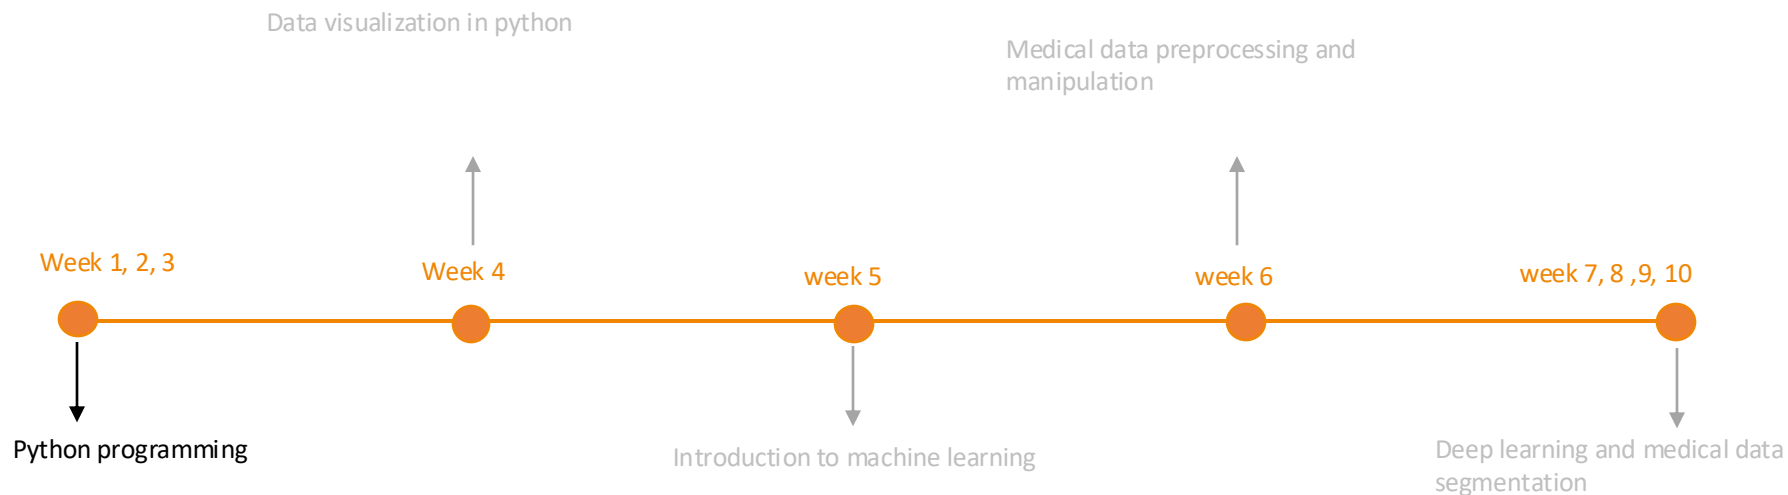 Data visualization in python
Medical data preprocessing and
manipulation
Week 1, 2, 3
Week 4
week 5
week 6
week 7, 8 ,9, 10
Python programming
Introduction to machine learning
Deep learning and medical data
segmentation